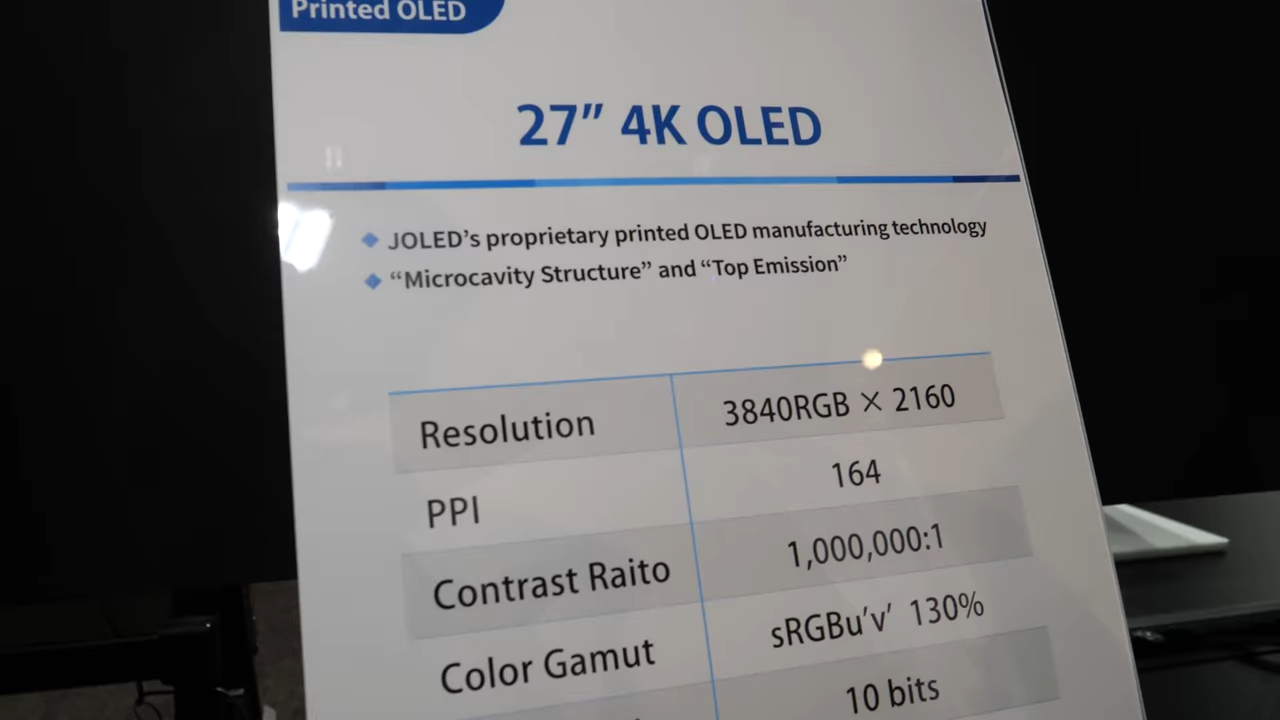 Printed OLED
27” 4K OLED
◆ JOLED’s proprietary printed OLED manufacturing technology
◆ “Microcavity Structure” and “Top Emission”
Resolution 3840RGB × 2160
PPI 164
Contrast Raito 1,000,000:1
Color Gamut sRGBu’v’ 130%
10 bits